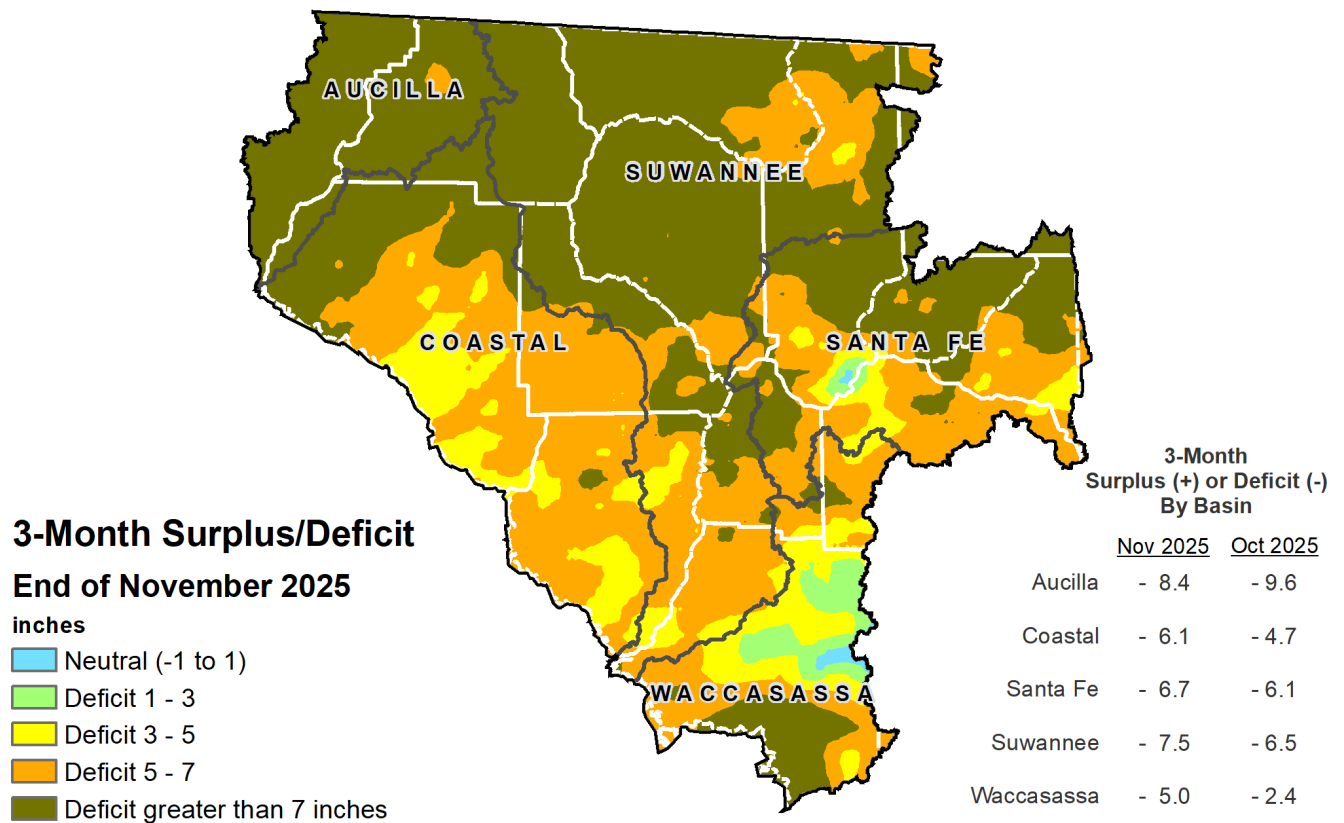 AUCILLA
SUWANNEE
COASTAL
SANTA FE
WACCASASSA
3-Month Surplus/Deficit
End of November 2025
inches
Neutral (-1 to 1)
Deficit 1 - 3
Deficit 3 - 5
Deficit 5 - 7
Deficit greater than 7 inches
3-Month
Surplus (+) or Deficit (-)
By Basin
Nov 2025 Oct 2025
Aucilla - 8.4 - 9.6
Coastal - 6.1 - 4.7
Santa Fe - 6.7 - 6.1
Suwannee - 7.5 - 6.5
Waccasassa - 5.0 - 2.4